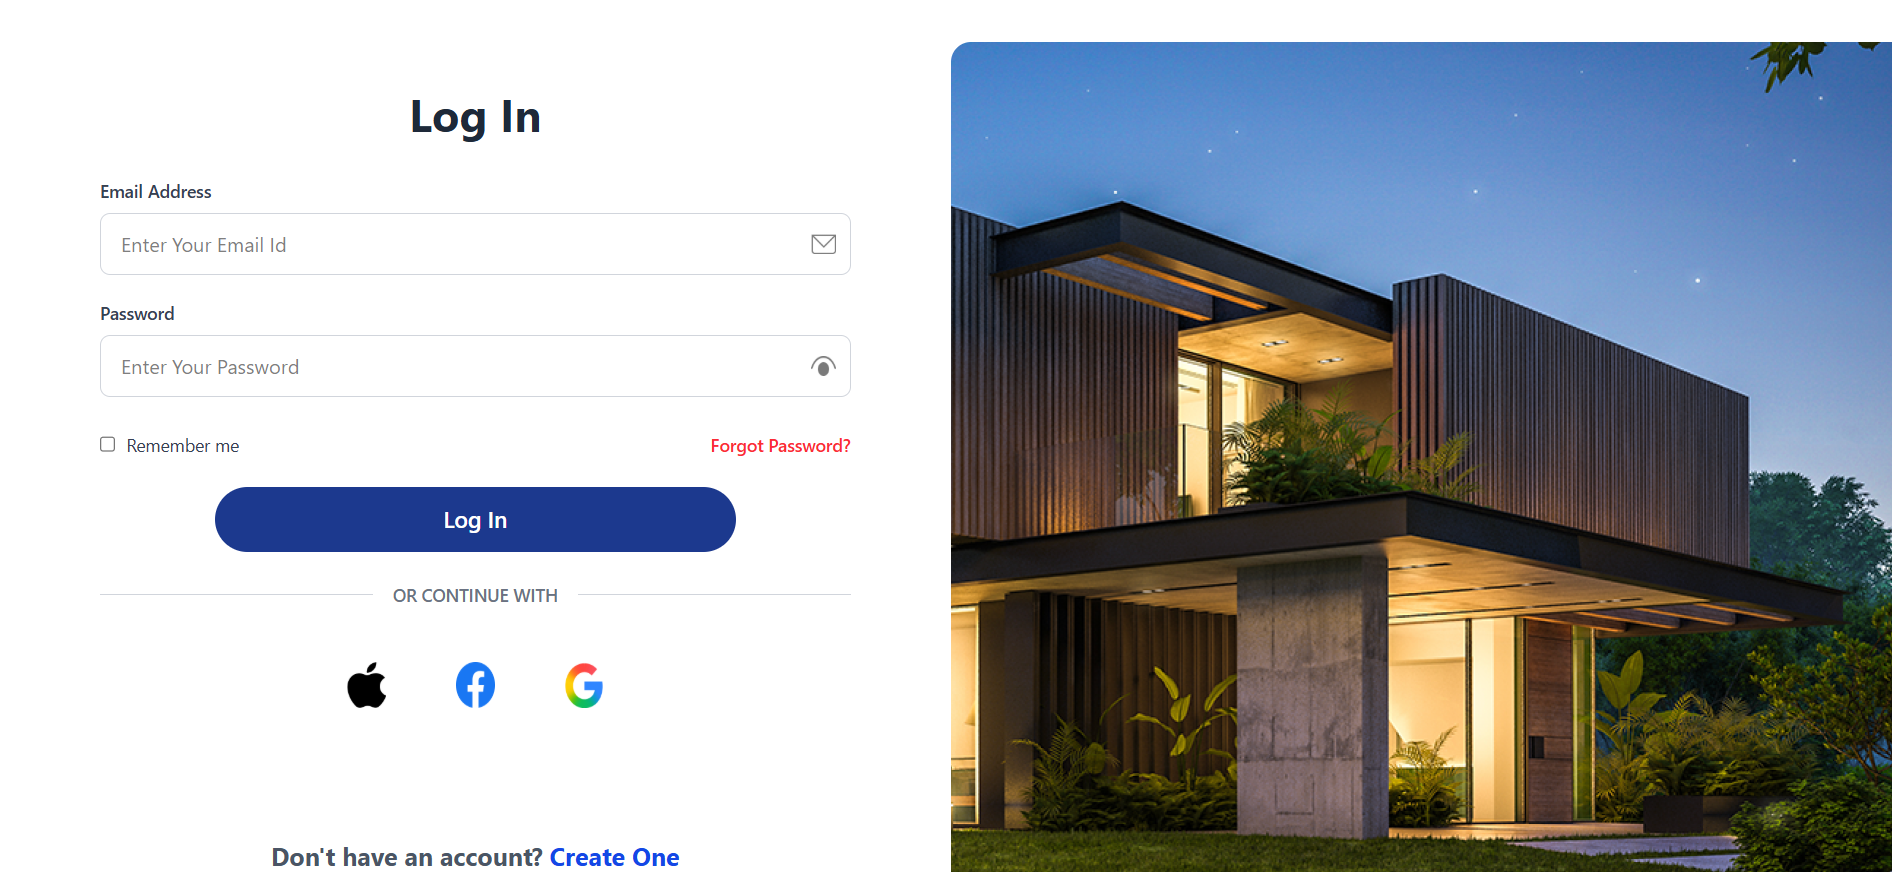 Log In
Email Address
Enter Your Email Id
Password
Enter Your Password
Remember me
Forgot Password?
Log In
OR CONTINUE WITH
Don't have an account? Create One